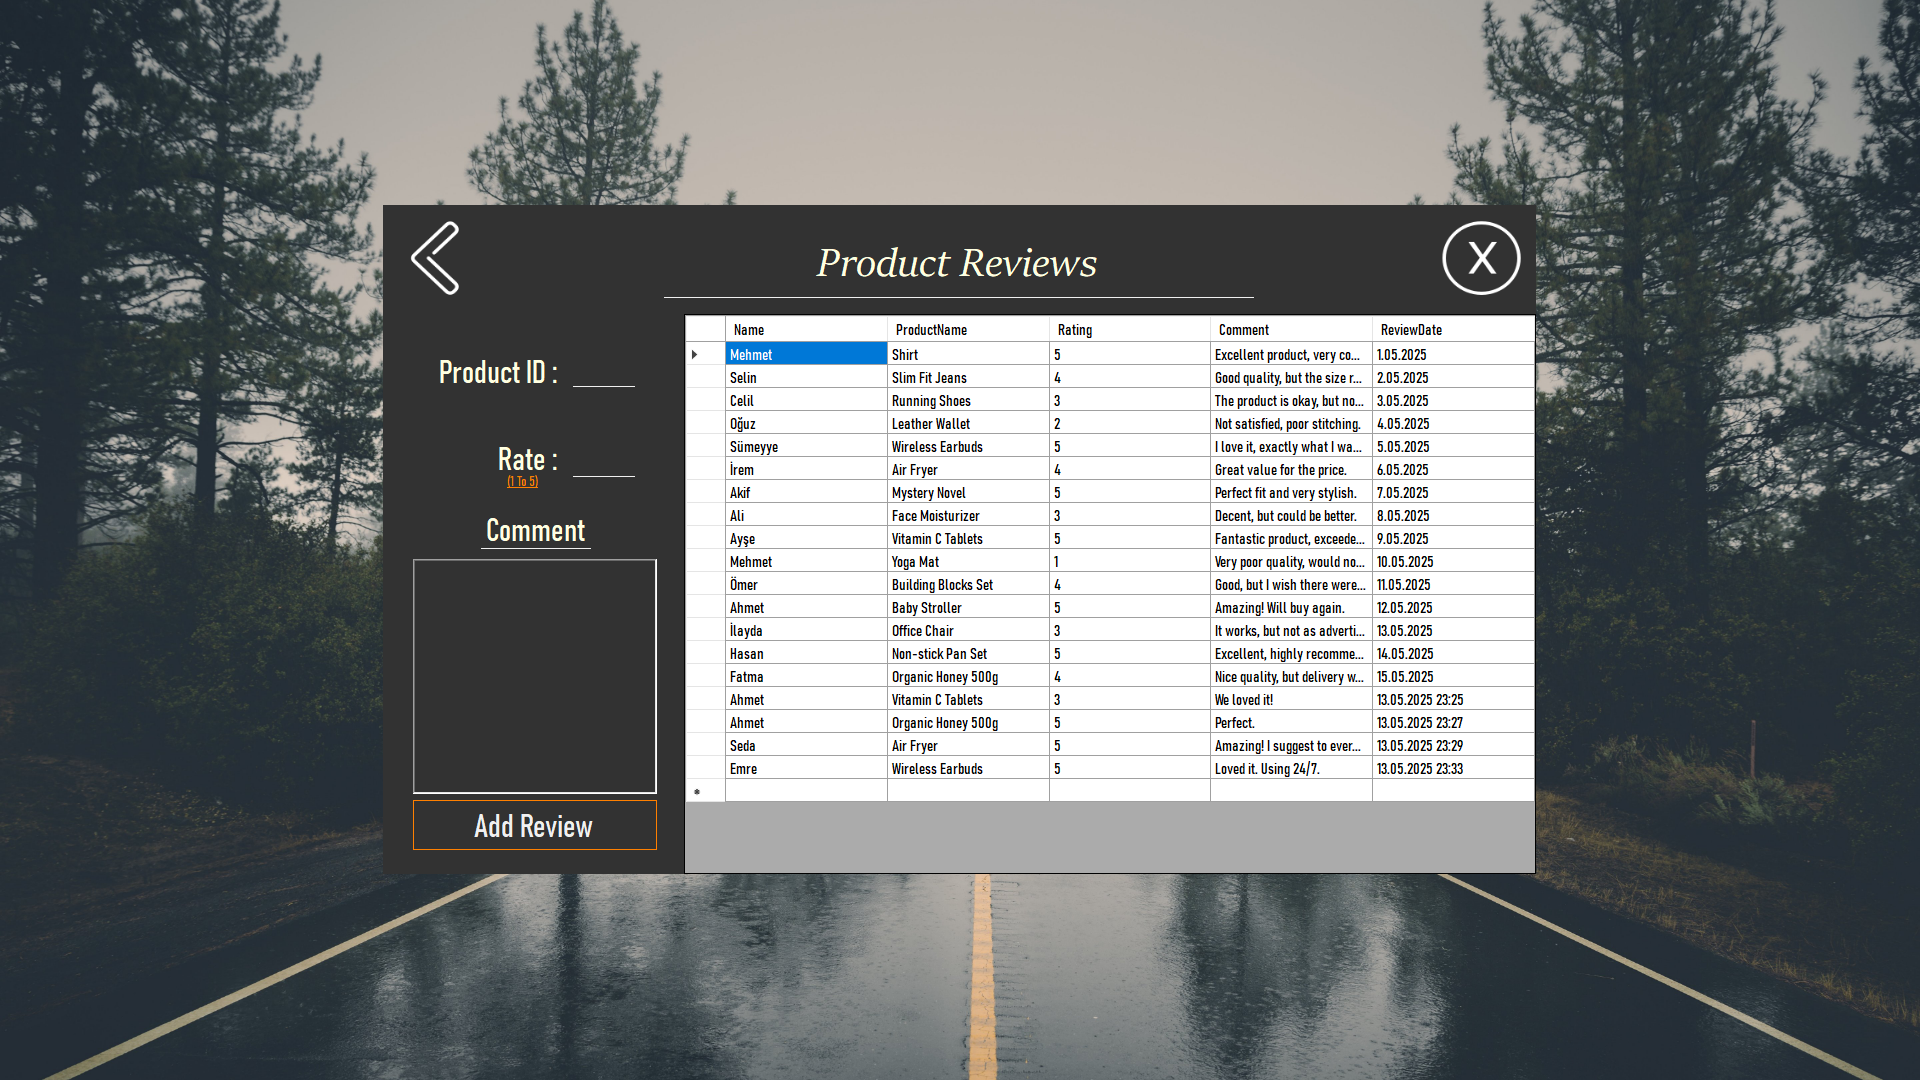 Product Reviews
X
Product ID :
Rate :
(1 To 5)
Comment
Add Review
Name ProductName Rating Comment ReviewDate
Mehmet Shirt 5 Excellent product, very co... 1.05.2025
Selin Slim Fit Jeans 4 Good quality, but the size r... 2.05.2025
Celil Running Shoes 3 The product is okay, but no... 3.05.2025
Oğuz Leather Wallet 2 Not satisfied, poor stitching. 4.05.2025
Sümeyye Wireless Earbuds 5 I love it, exactly what I wa... 5.05.2025
İrem Air Fryer 4 Great value for the price. 6.05.2025
Akif Mystery Novel 5 Perfect fit and very stylish. 7.05.2025
Ali Face Moisturizer 3 Decent, but could be better. 8.05.2025
Ayşe Vitamin C Tablets 5 Fantastic product, exceede... 9.05.2025
Mehmet Yoga Mat 1 Very poor quality, would no... 10.05.2025
Ömer Building Blocks Set 4 Good, but I wish there were... 11.05.2025
Ahmet Baby Stroller 5 Amazing! Will buy again. 12.05.2025
İlayda Office Chair 3 It works, but not as adverti... 13.05.2025
Hasan Non-stick Pan Set 5 Excellent, highly recomme... 14.05.2025
Fatma Organic Honey 500g 4 Nice quality, but delivery w... 15.05.2025
Ahmet Vitamin C Tablets 3 We loved it! 13.05.2025 23:25
Ahmet Organic Honey 500g 5 Perfect. 13.05.2025 23:27
Seda Air Fryer 5 Amazing! I suggest to ever... 13.05.2025 23:29
Emre Wireless Earbuds 5 Loved it. Using 24/7. 13.05.2025 23:33